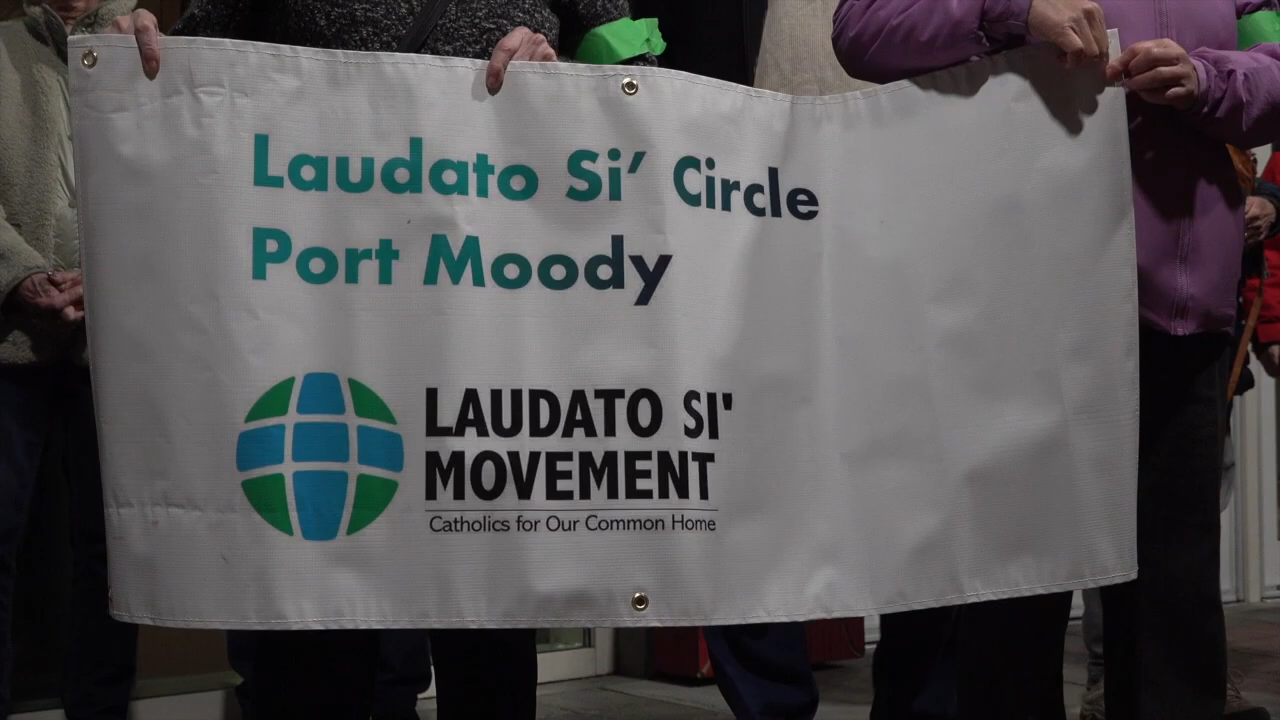 Laudato Si’ Circle
Port Moody
LAUDATO SI'
MOVEMENT
Catholics for Our Common Home